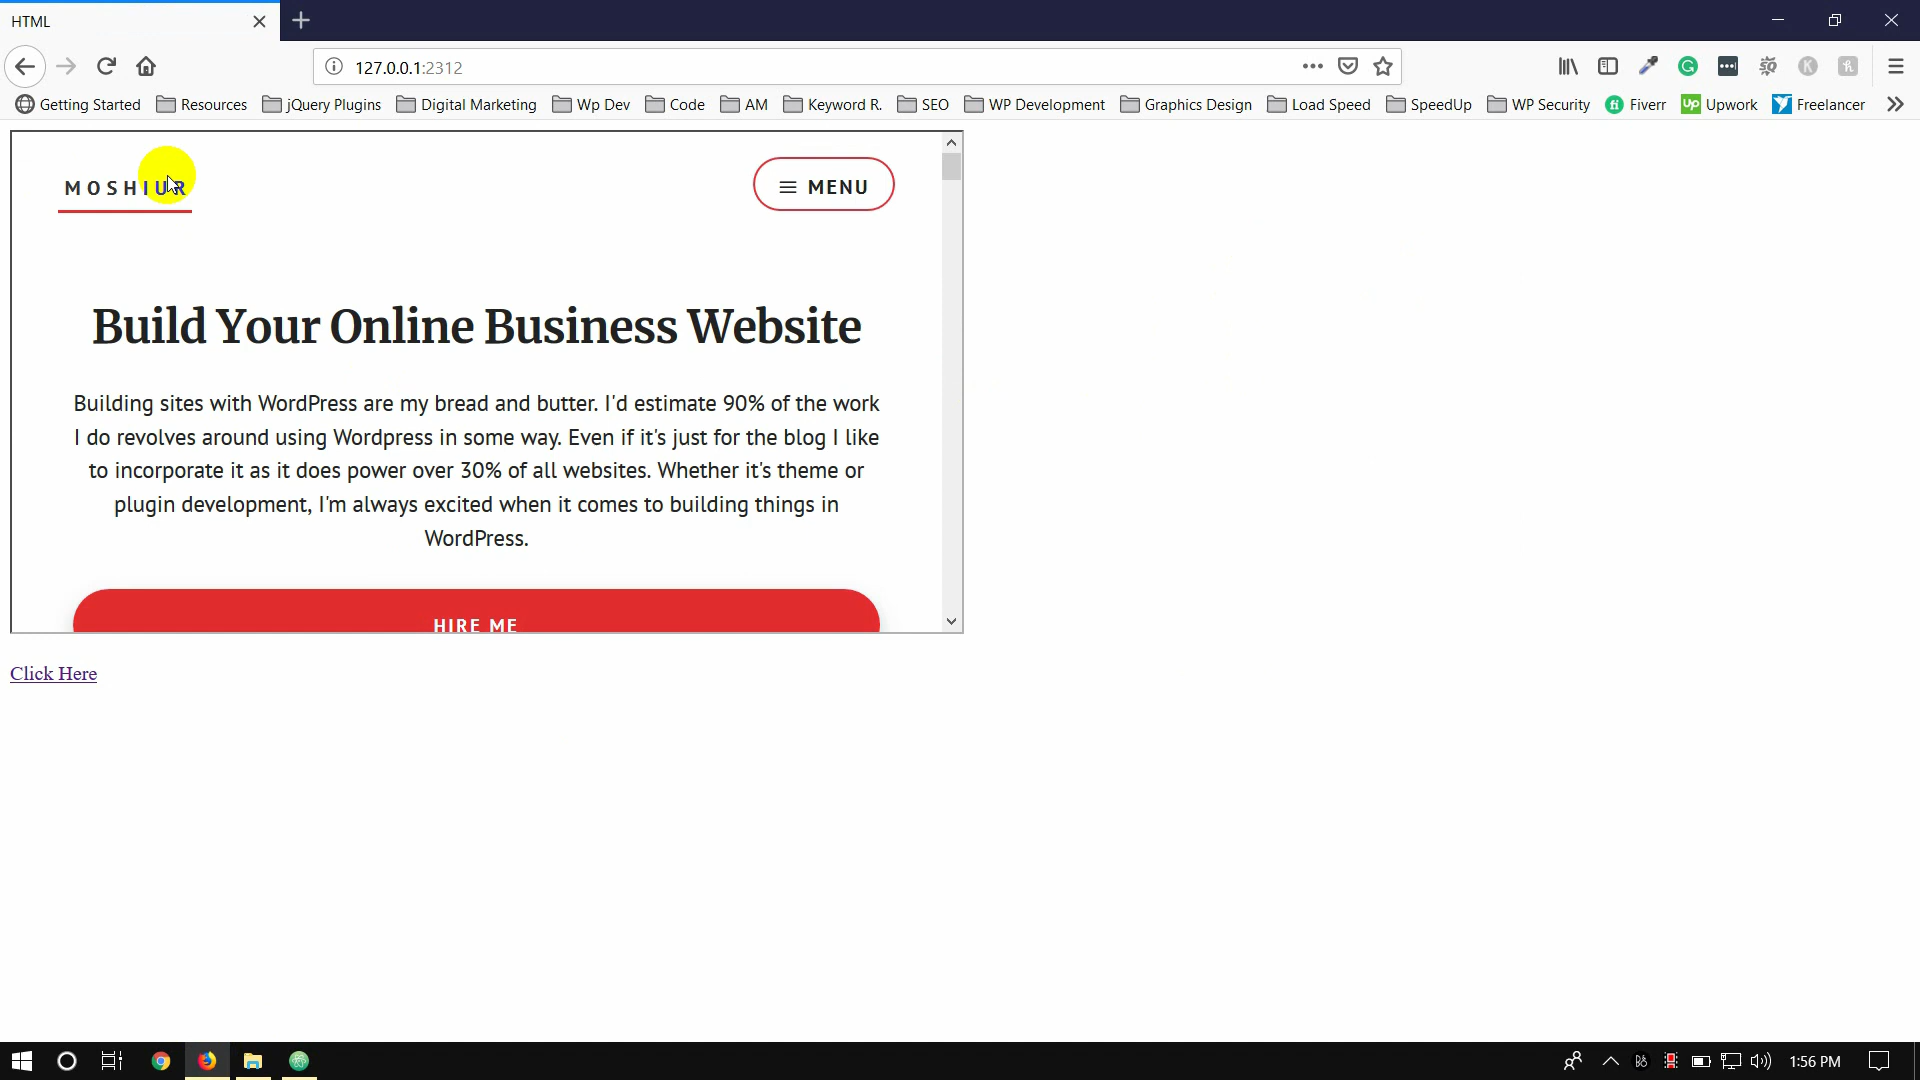 HTML
127.0.0.1:2312
Getting Started Resources jQuery Plugins Digital Marketing Wp Dev Code AM Keyword R. SEO WP Development Graphics Design Load Speed SpeedUp WP Security Fiverr Upwork Freelancer
MOSHIUR
MENU
Build Your Online Business Website
Building sites with WordPress are my bread and butter. I'd estimate 90% of the work
I do revolves around using Wordpress in some way. Even if it's just for the blog I like
to incorporate it as it does power over 30% of all websites. Whether it's theme or
plugin development, I'm always excited when it comes to building things in
WordPress.
HIRE ME
Click Here
1:56 PM